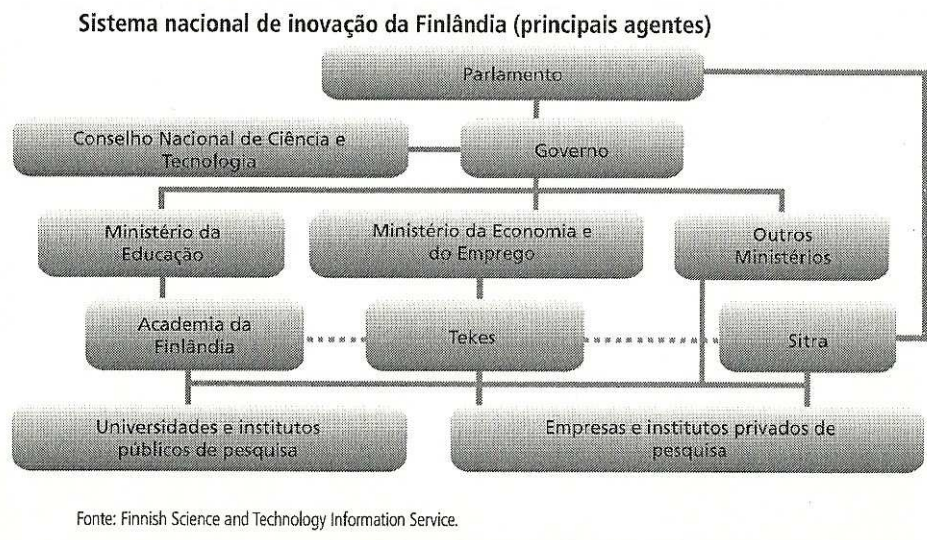 Sistema nacional de inovação da Finlândia (principais agentes)
Parlamento
Conselho Nacional de Ciência e
Tecnologia
Governo
Ministério da
Educação
Ministério da Economia e
do Emprego
Outros
Ministérios
Academia da
Finlândia
Tekes
Sitra
Universidades e institutos
públicos de pesquisa
Empresas e institutos privados de
pesquisa
Fonte: Finnish Science and Technology Information Service.